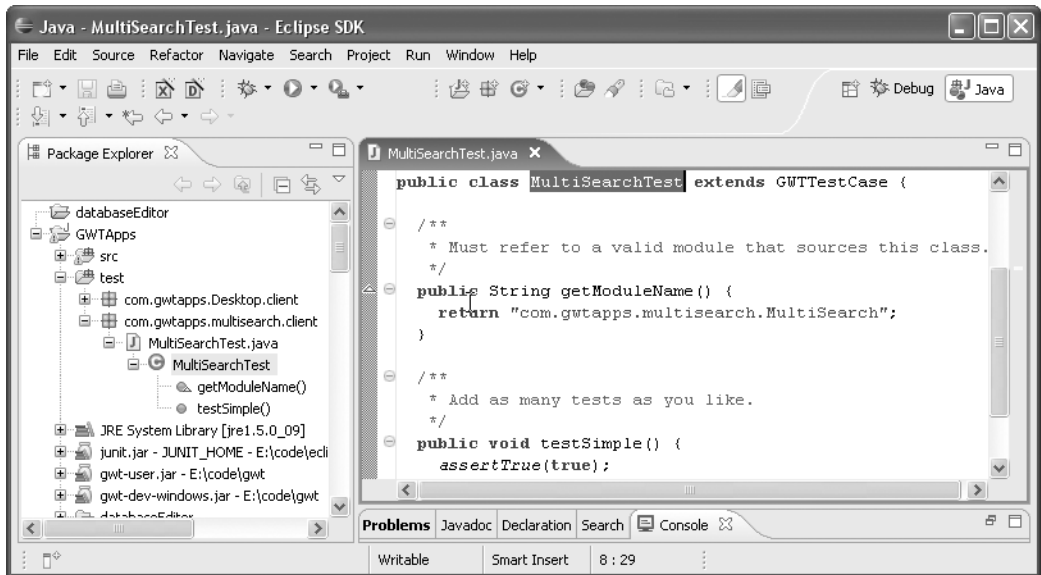 Java - MultiSearchTest.java - Eclipse SDK
File Edit Source Refactor Navigate Search Project Run Window Help
Debug Java
Package Explorer
databaseEditor
GWTApps
src
test
com.gwtapps.Desktop.client
com.gwtapps.multisearch.client
MultiSearchTest.java
MultiSearchTest
getModuleName()
testSimple()
JRE System Library [jre1.5.0_09]
junit.jar - JUNIT_HOME - E:\code\ecli
gwt-user.jar - E:\code\gwt
gwt-dev-windows.jar - E:\code\gwt
databaseEditor
MultiSearchTest.java
public class MultiSearchTest extends GWTTestCase {
/**
* Must refer to a valid module that sources this class.
*/
public String getModuleName() {
return "com.gwtapps.multisearch.MultiSearch";
}
/**
* Add as many tests as you like.
*/
public void testSimple() {
assertTrue(true);
Problems Javadoc Declaration Search Console
Writable Smart Insert 8 : 29